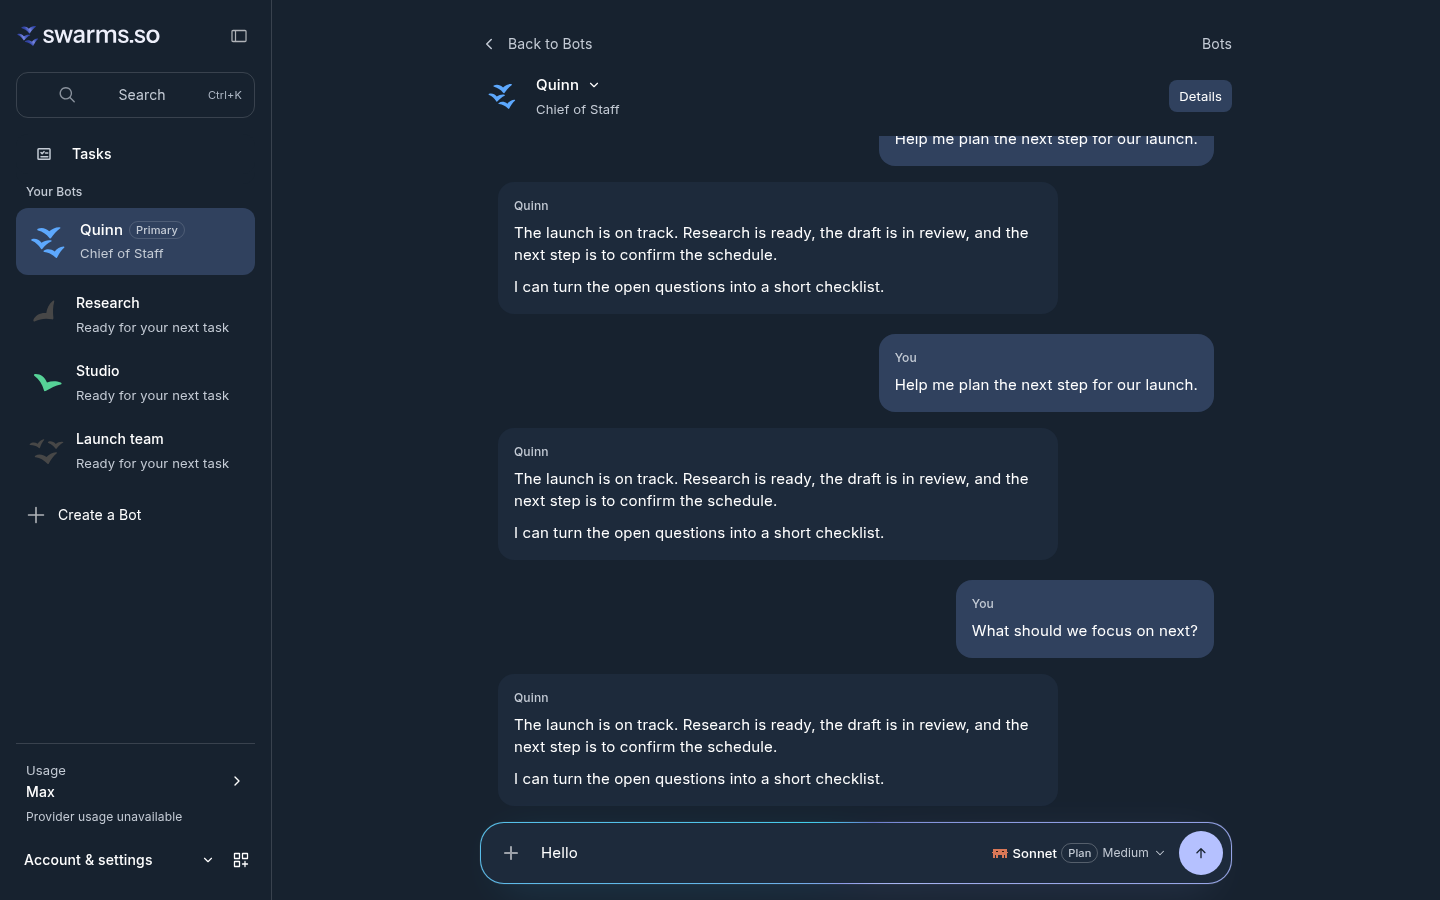 swarms.so
Search
Ctrl+K
Tasks
Your Bots
Quinn
Primary
Chief of Staff
Research
Ready for your next task
Studio
Ready for your next task
Launch team
Ready for your next task
Create a Bot
Usage
Max
Provider usage unavailable
Account & settings
Back to Bots
Bots
Quinn
Chief of Staff
Details
Help me plan the next step for our launch.
Quinn
The launch is on track. Research is ready, the draft is in review, and the
next step is to confirm the schedule.
I can turn the open questions into a short checklist.
You
Help me plan the next step for our launch.
Quinn
The launch is on track. Research is ready, the draft is in review, and the
next step is to confirm the schedule.
I can turn the open questions into a short checklist.
You
What should we focus on next?
Quinn
The launch is on track. Research is ready, the draft is in review, and the
next step is to confirm the schedule.
I can turn the open questions into a short checklist.
Hello
Sonnet
Plan
Medium